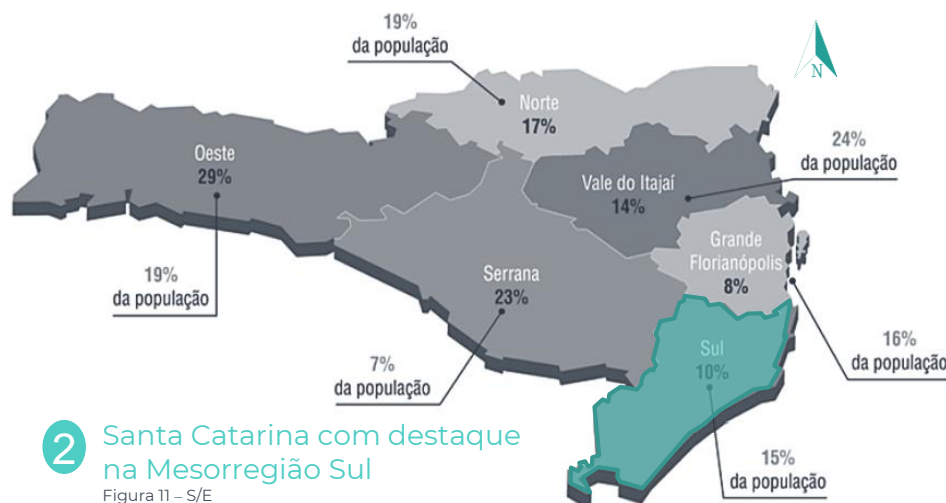 19%
da população
N
Norte
17%
24%
da população
Oeste
29%
Vale do Itajaí
14%
Grande
Florianópolis
8%
19%
da população
Serrana
23%
16%
da população
Sul
10%
7%
da população
15%
da população
2
Santa Catarina com destaque
na Mesorregião Sul
Figura 11 – S/E